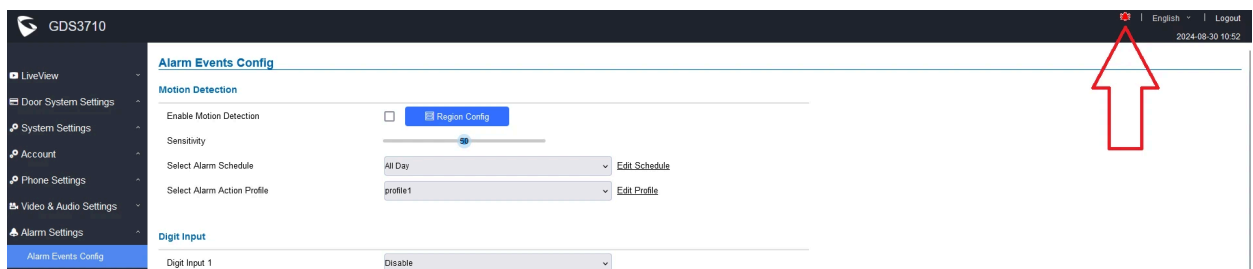 GDS3710
English | Logout
2024-08-30 10:52
LiveView
Door System Settings
System Settings
Account
Phone Settings
Video & Audio Settings
Alarm Settings
Alarm Events Config
Alarm Events Config
Motion Detection
Enable Motion Detection
Region Config
Sensitivity
50
Select Alarm Schedule
All Day
Edit Schedule
Select Alarm Action Profile
profile1
Edit Profile
Digit Input
Digit Input 1
Disable